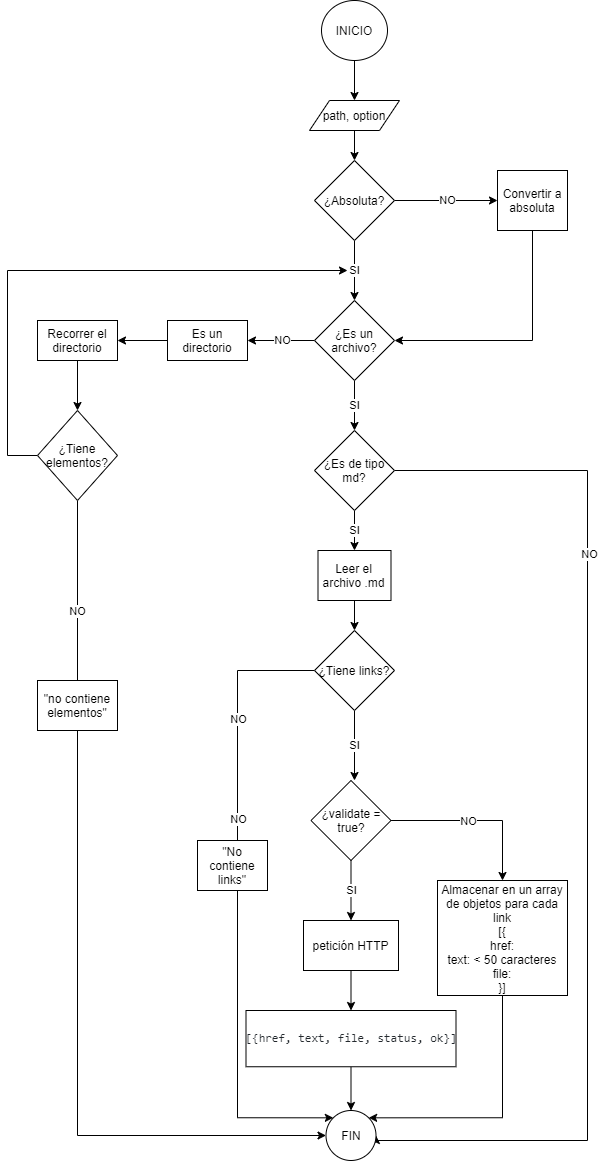 INICIO
path, option
¿Absoluta?
NO
Convertir a
absoluta
SI
Recorrer el
directorio
Es un
directorio
NO
¿Es un
archivo?
SI
¿Tiene
elementos?
¿Es de tipo
md?
NO
SI
Leer el
archivo .md
NO
¿Tiene links?
"no contiene
elementos"
NO
SI
¿validate =
true?
NO
NO
"No
contiene
links"
SI
Almacenar en un array
de objetos para cada
link
[{
href:
text: < 50 caracteres
file:
}]
petición HTTP
[{href, text, file, status, ok}]
FIN